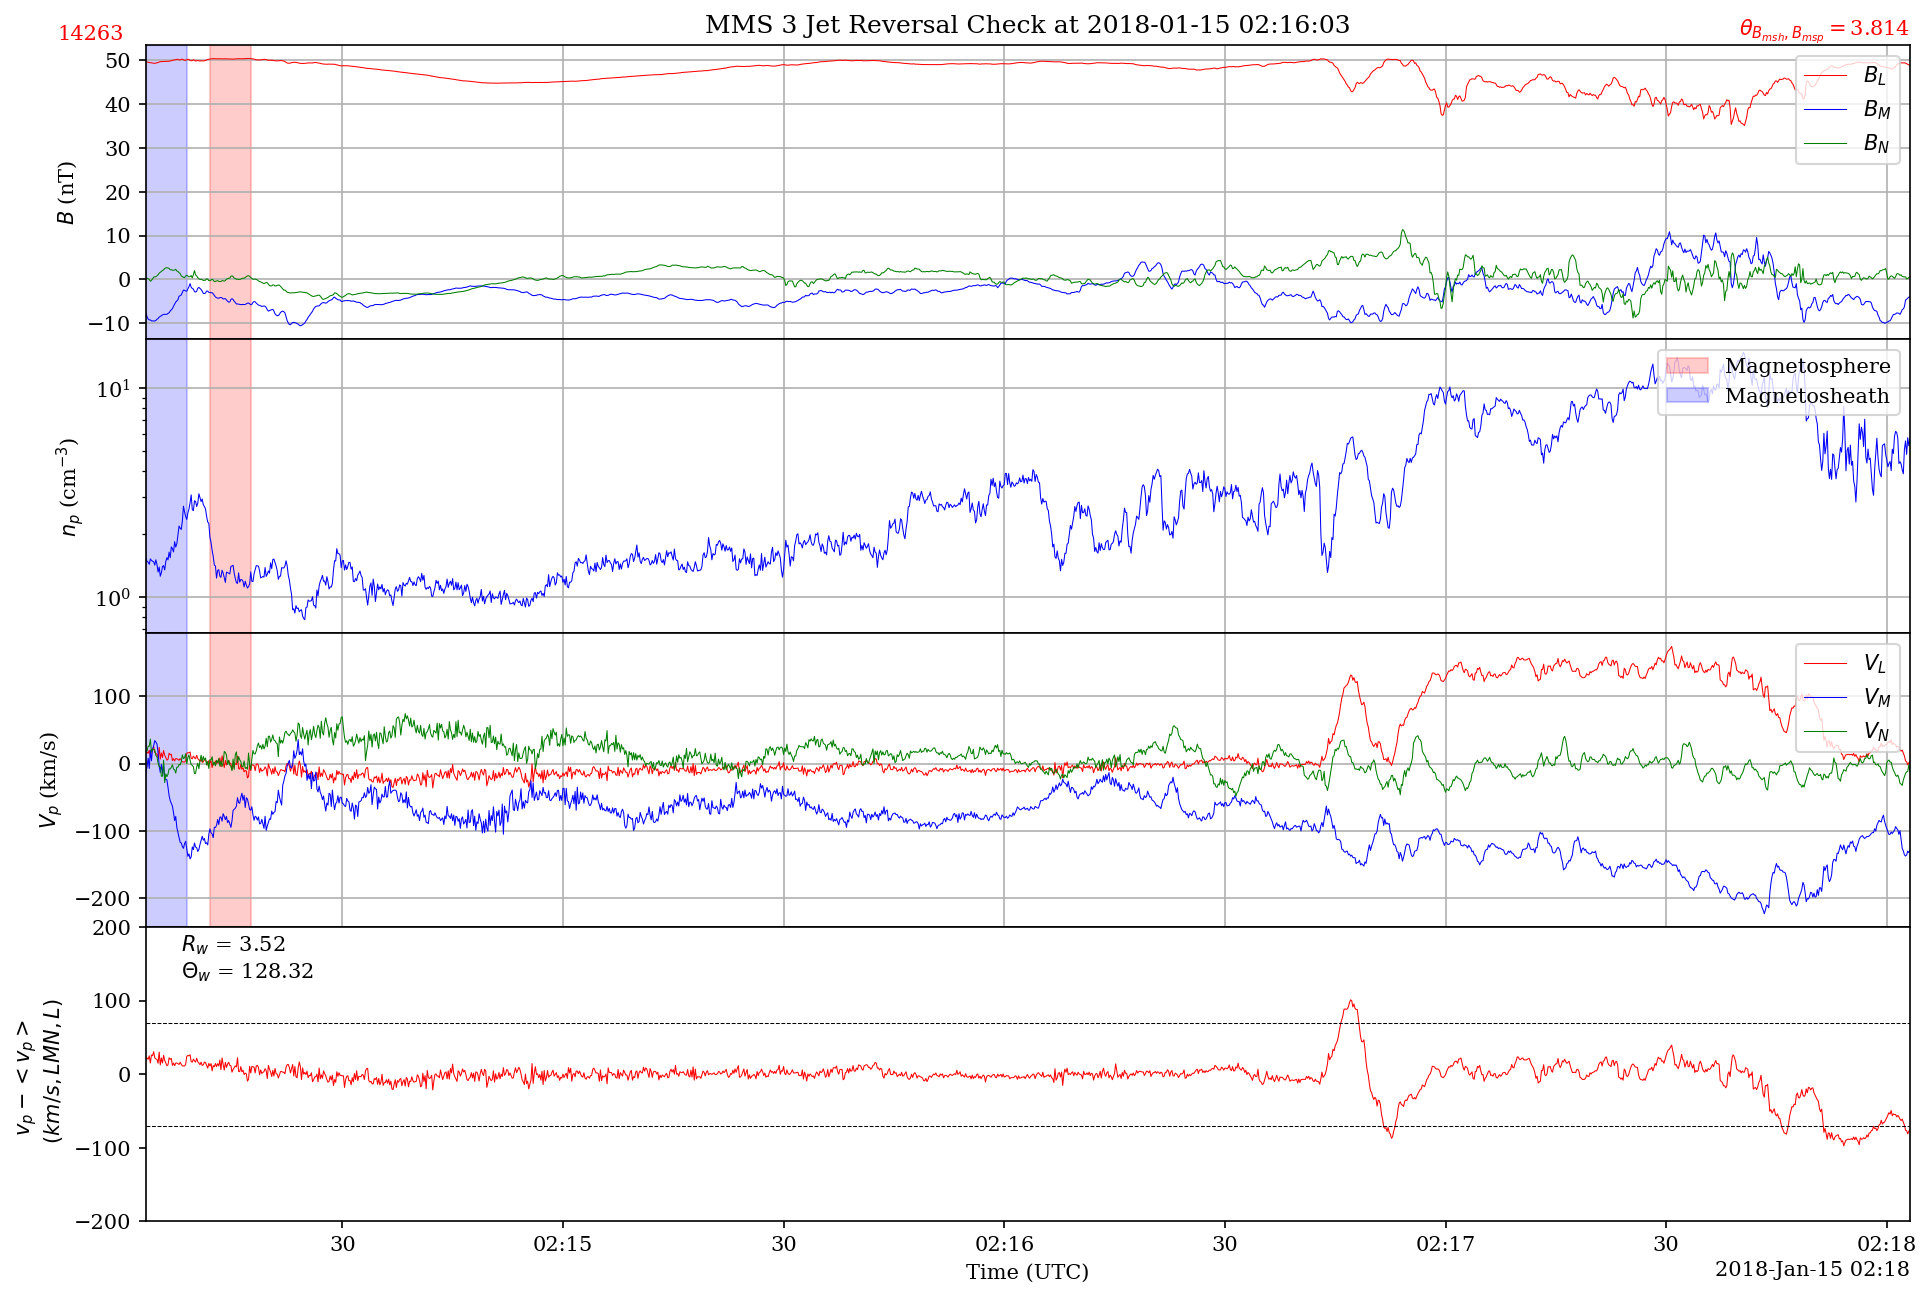 14263
MMS 3 Jet Reversal Check at 2018-01-15 02:16:03
θ_{B_{msh}, B_{msp}} = 3.814
50
40
30
20
10
0
−10
B (nT)
B_L
B_M
B_N
10^1
10^0
n_p (cm^{−3})
Magnetosphere
Magnetosheath
100
0
−100
−200
V_p (km/s)
V_L
V_M
V_N
200
100
0
−100
−200
v_p − < v_p >
(km/s, LMN, L)
R_w = 3.52
Θ_w = 128.32
30 02:15 30 02:16 30 02:17 30 02:18
Time (UTC)
2018-Jan-15 02:18